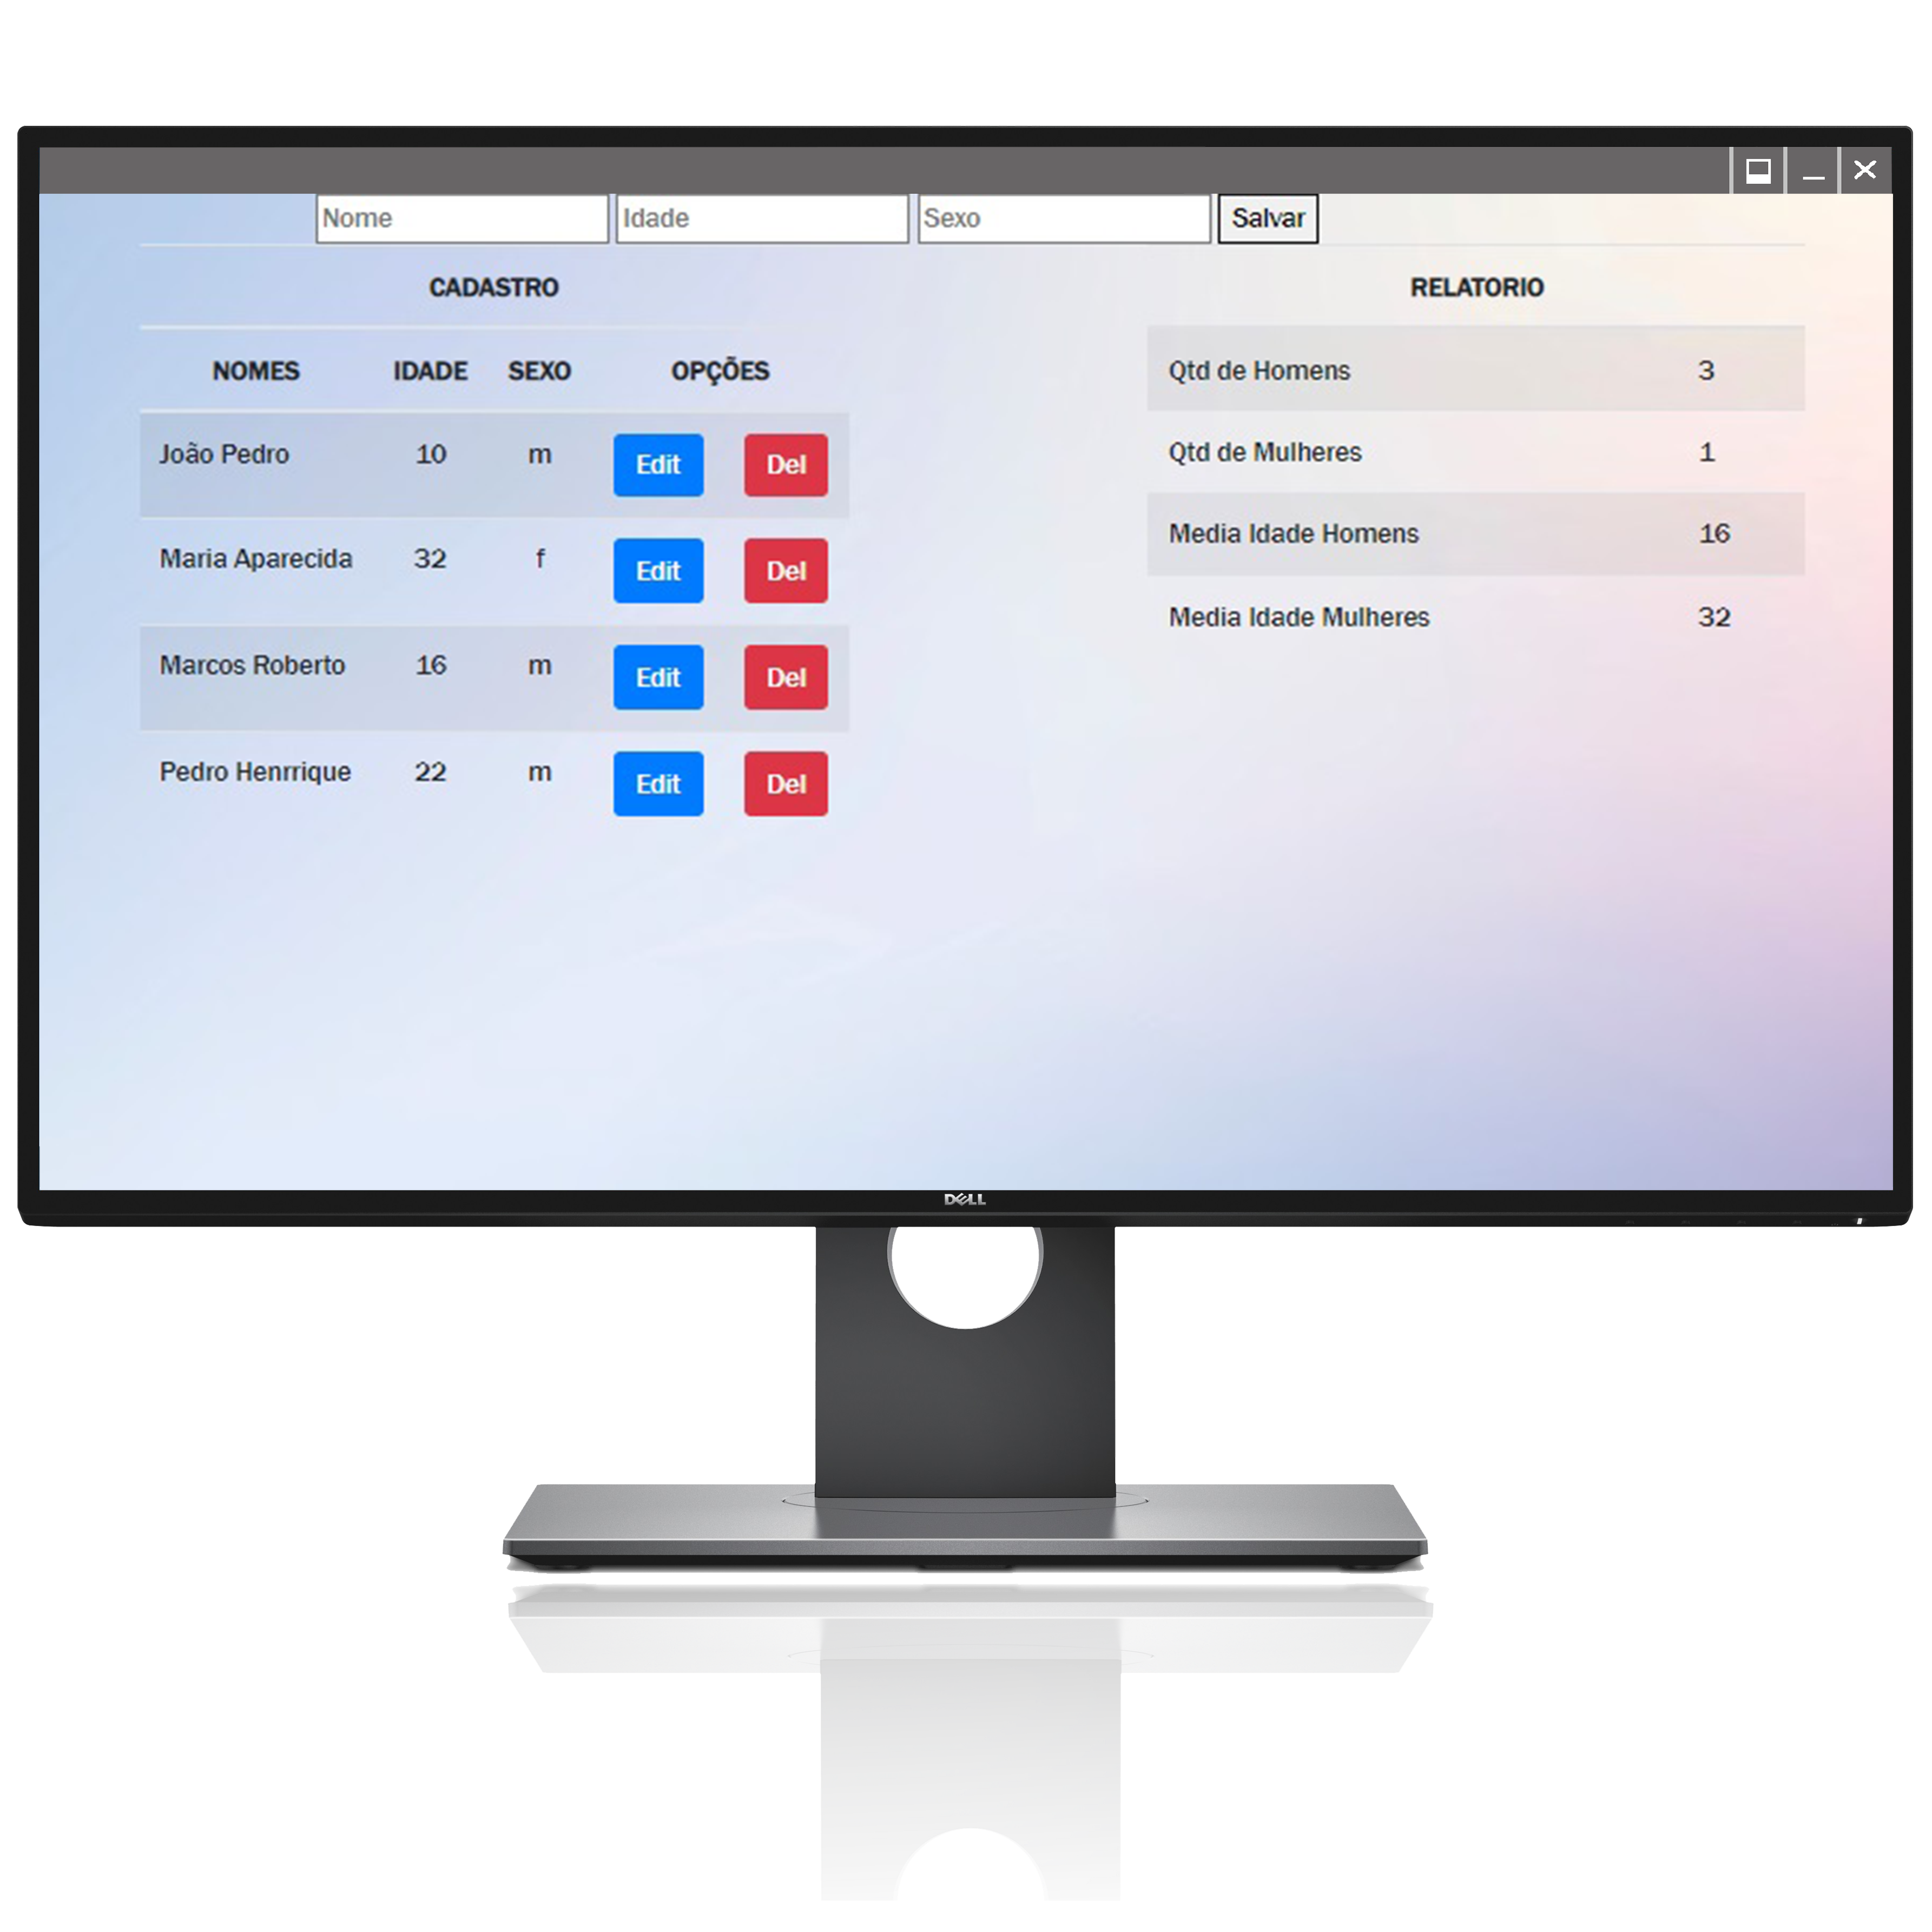 Nome Idade Sexo Salvar
CADASTRO
NOMES IDADE SEXO OPÇÕES
João Pedro 10 m Edit Del
Maria Aparecida 32 f Edit Del
Marcos Roberto 16 m Edit Del
Pedro Henrrique 22 m Edit Del
RELATORIO
Qtd de Homens 3
Qtd de Mulheres 1
Media Idade Homens 16
Media Idade Mulheres 32
DELL